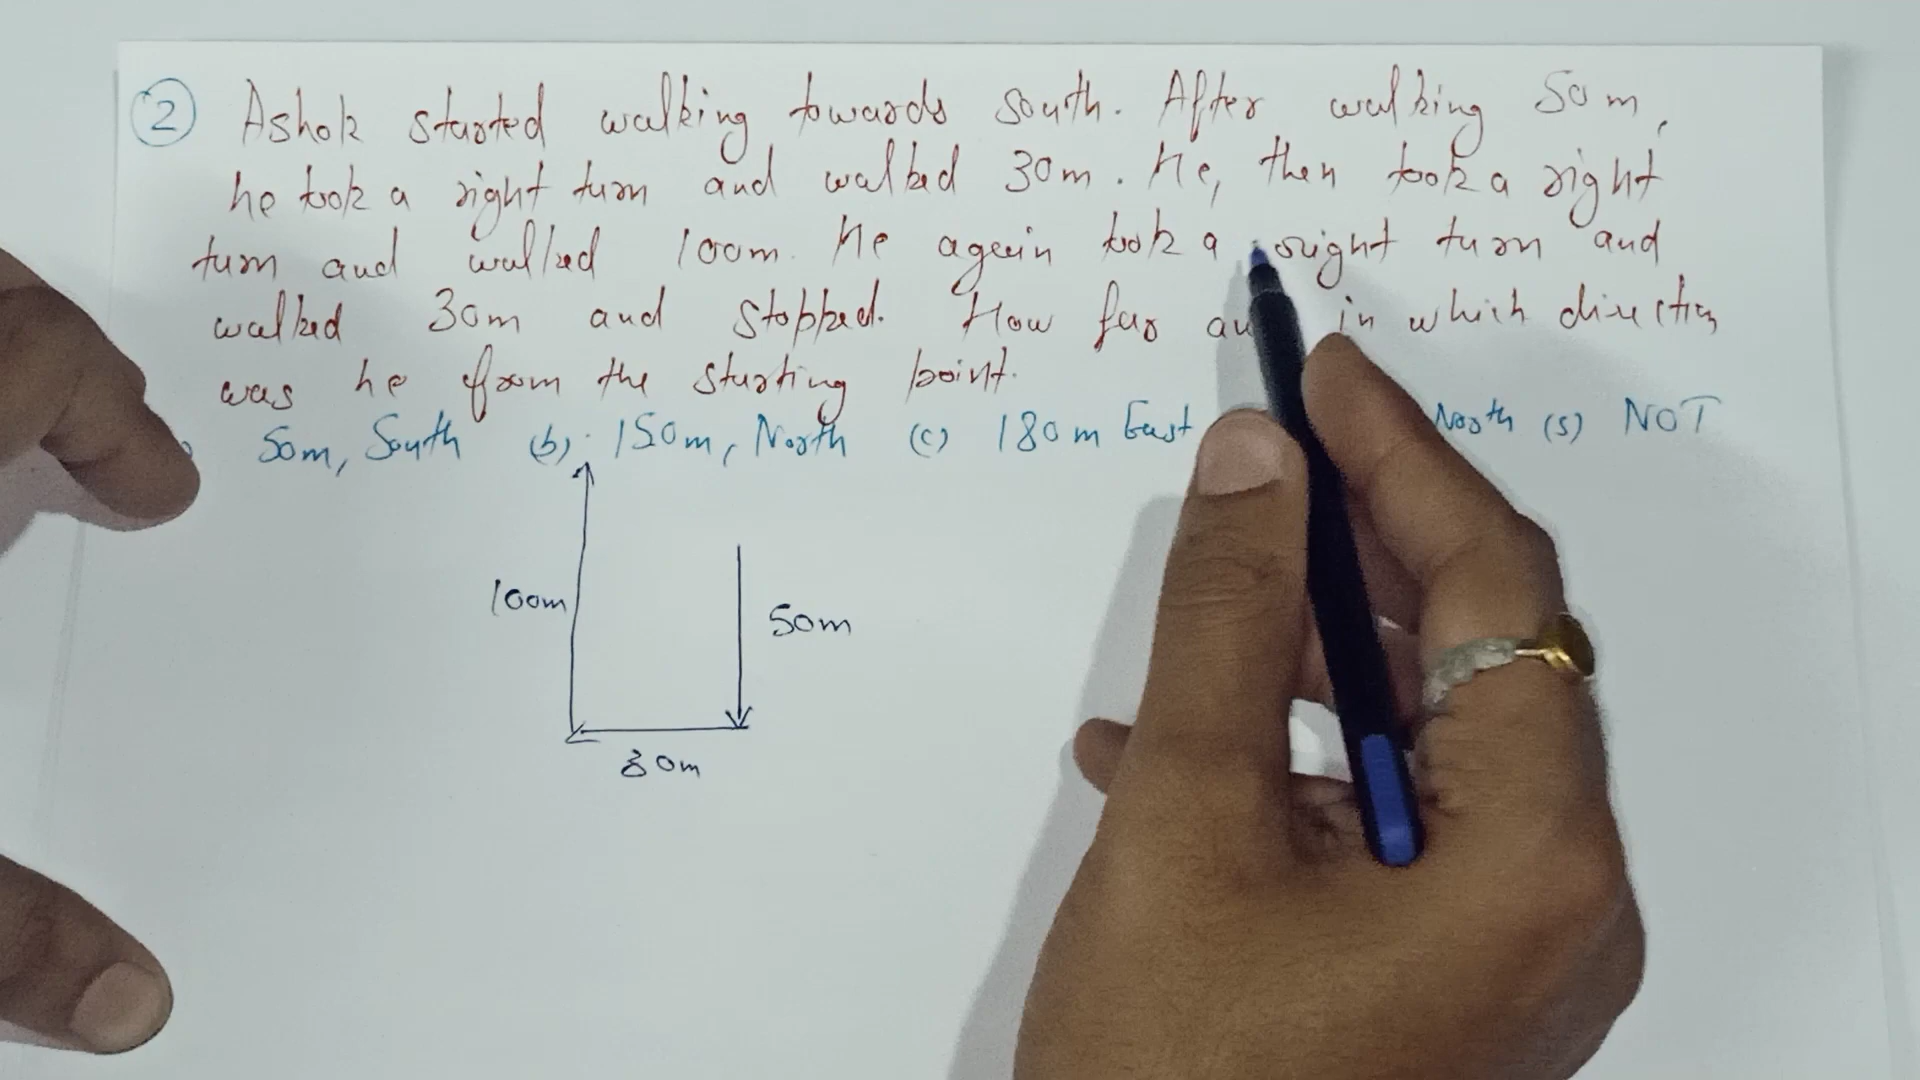 2 Ashok started walking towards south. After walking 50m,
he took a right turn and walked 30m. He, then took a right
turn and walked 100m. He again took a right turn and
walked 30m and stopped. How far in which direction
was he from the starting point.
50m, South (b) 150m, North (c) 180m East North (s) NOT
100m
50m
30m